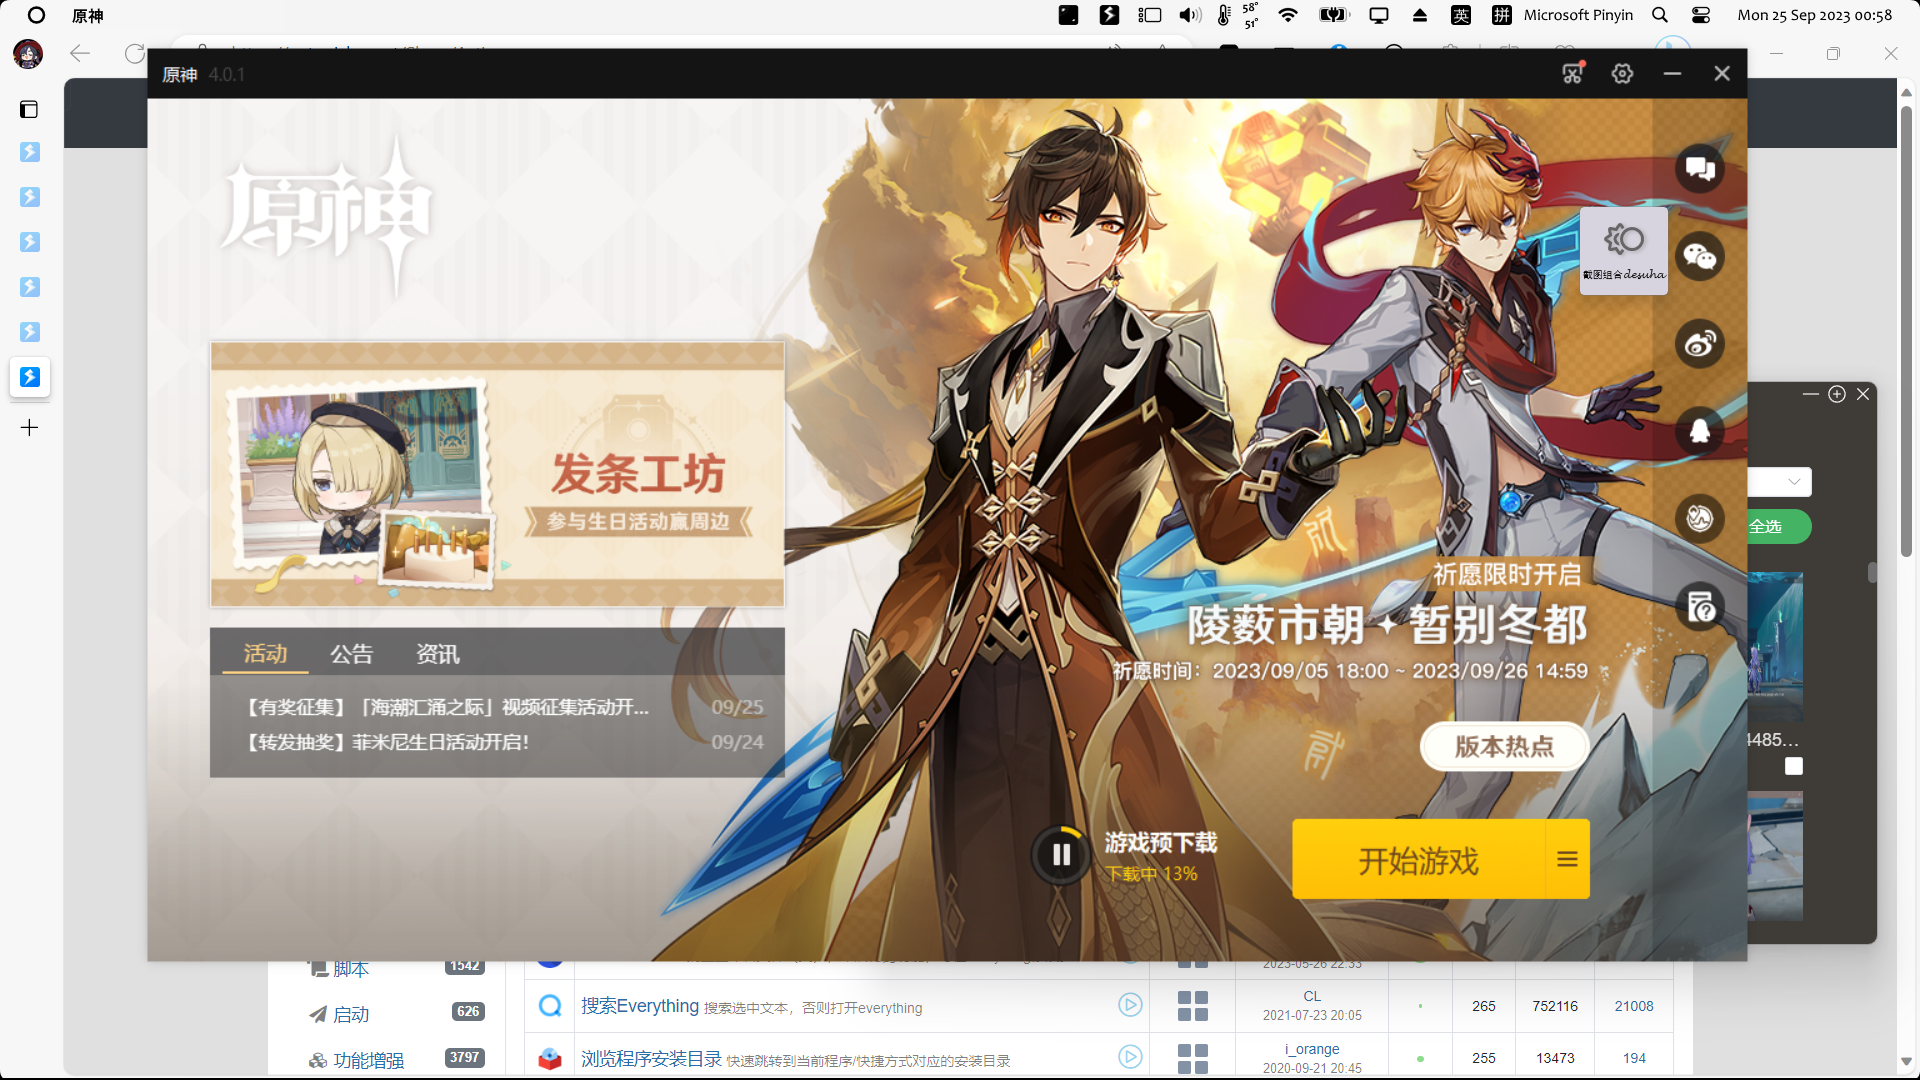 原神
58°
51°
英
拼
Microsoft Pinyin
Mon 25 Sep 2023 00:58
原神 4.0.1
原神
截图组合desuha
发条工坊
参与生日活动赢周边
活动 公告 资讯
【有奖征集】「海潮汇涌之际」视频征集活动开... 09/25
【转发抽奖】菲米尼生日活动开启! 09/24
祈愿限时开启
陵薮市朝✦暂别冬都
祈愿时间：2023/09/05 18:00 ~ 2023/09/26 14:59
版本热点
游戏预下载
下载中 13%
开始游戏
全选
4485...
脚本 1542
启动 626
功能增强 3797
2023-05-26 22:33
搜索Everything 搜索选中文本，否则打开everything
CL
2021-07-23 20:05
265 752116 21008
浏览程序安装目录 快速跳转到当前程序/快捷方式对应的安装目录
i_orange
2020-09-21 20:45
255 13473 194